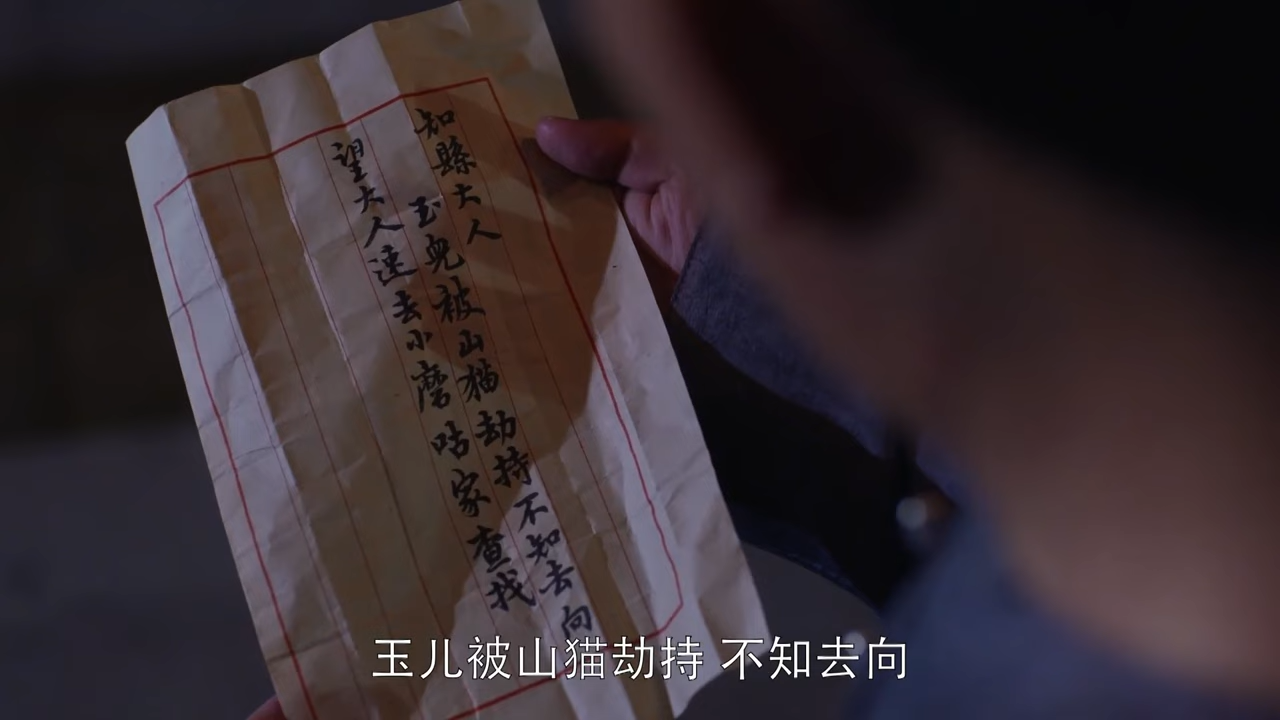 知縣大人
玉兒被山猫劫持不知去向
望大人速去小磨咕家查找
玉儿被山猫劫持 不知去向